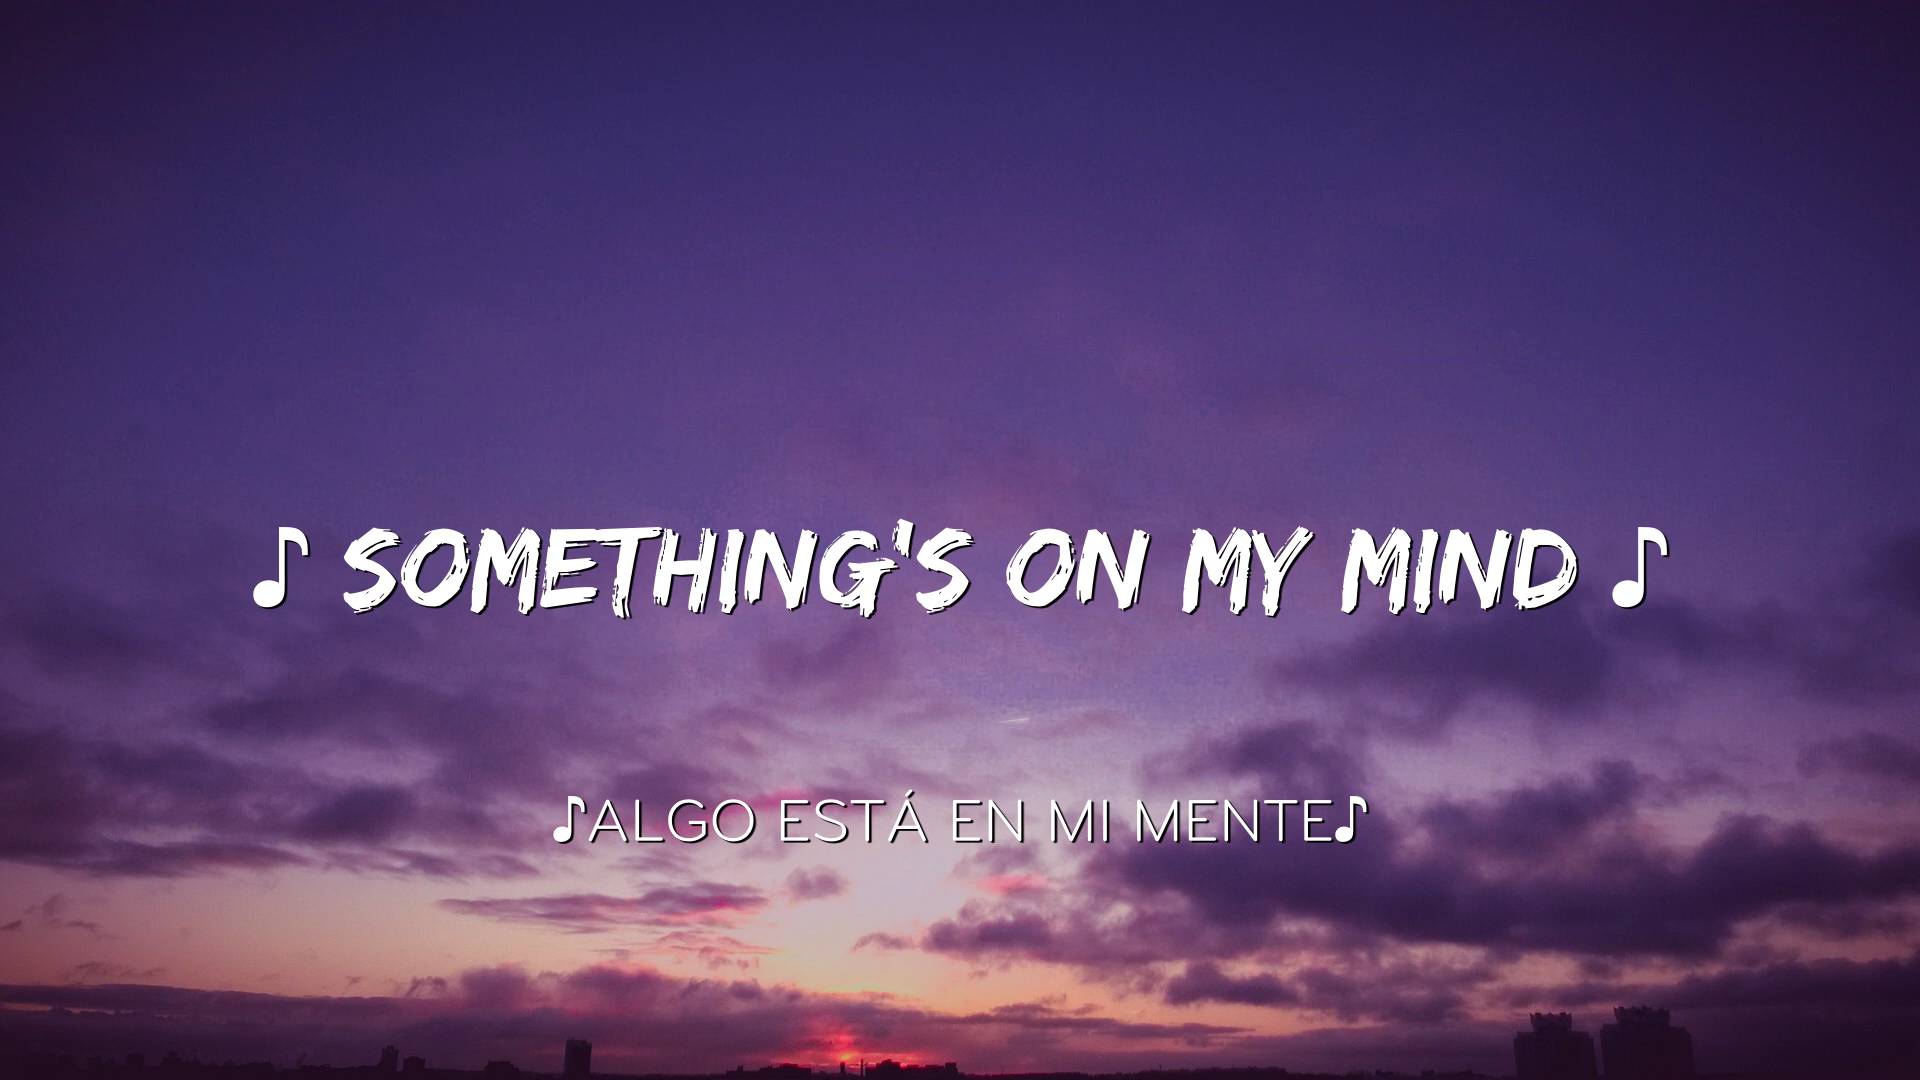 ♪ SOMETHING'S ON MY MIND ♪
♪ALGO ESTÁ EN MI MENTE♪